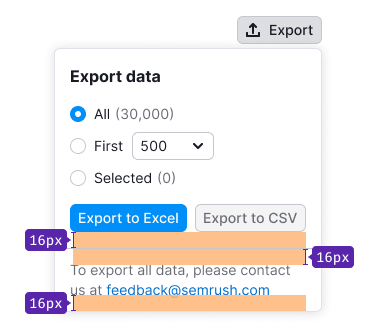 Export
Export data
All (30,000)
First 500
Selected (0)
Export to Excel Export to CSV
16px
16px
To export all data, please contact
us at feedback@semrush.com
16px